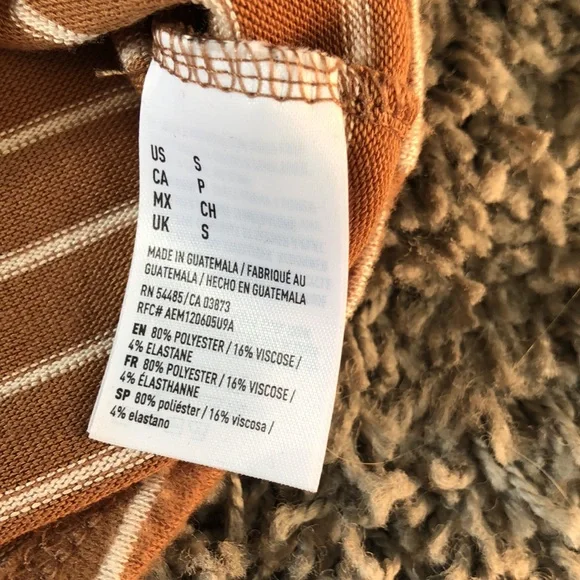 US S
CA P
MX CH
UK S
MADE IN GUATEMALA / FABRIQUÉ AU
GUATEMALA / HECHO EN GUATEMALA
RN 54485 / CA 03873
RFC# AEM120605U9A
EN 80% POLYESTER / 16% VISCOSE /
4% ELASTANE
FR 80% POLYESTER / 16% VISCOSE /
4% ÉLASTHANNE
SP 80% poliéster / 16% viscosa /
4% elastano